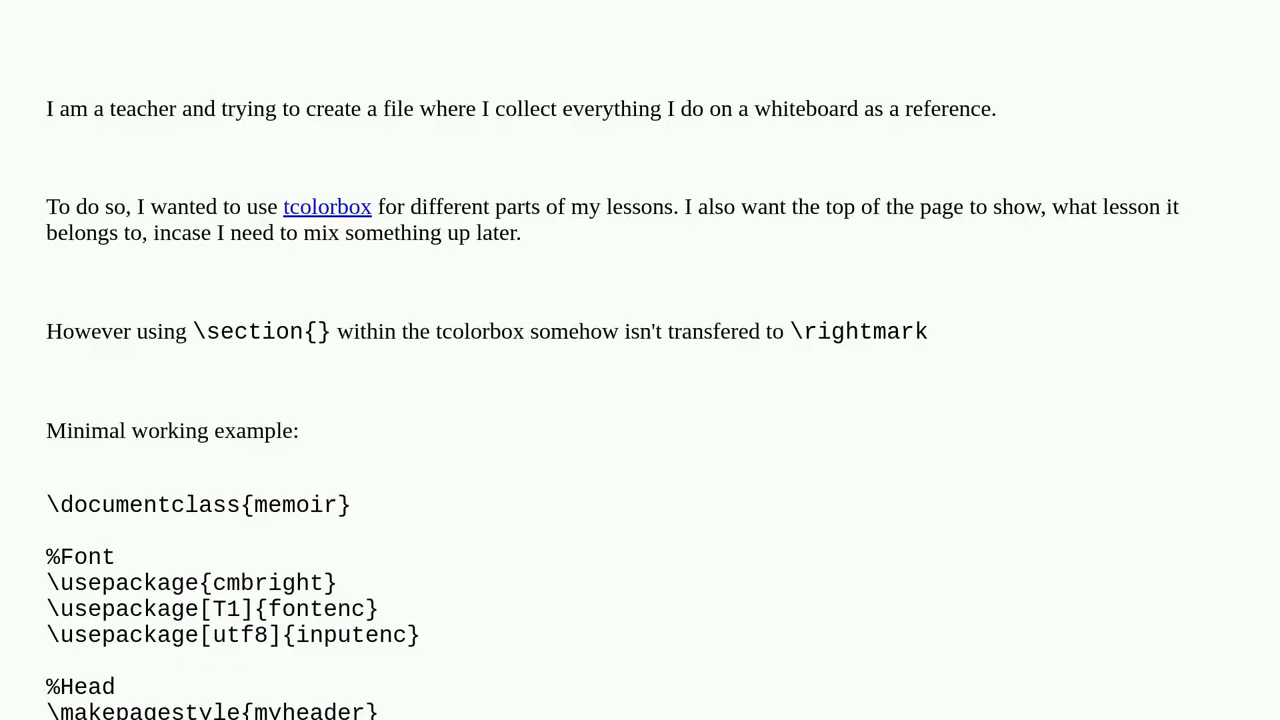 I am a teacher and trying to create a file where I collect everything I do on a whiteboard as a reference.
To do so, I wanted to use tcolorbox for different parts of my lessons. I also want the top of the page to show, what lesson it
belongs to, incase I need to mix something up later.
However using \section{} within the tcolorbox somehow isn't transfered to \rightmark
Minimal working example:
\documentclass{memoir}
%Font
\usepackage{cmbright}
\usepackage[T1]{fontenc}
\usepackage[utf8]{inputenc}
%Head
\makepagestyle{myheader}